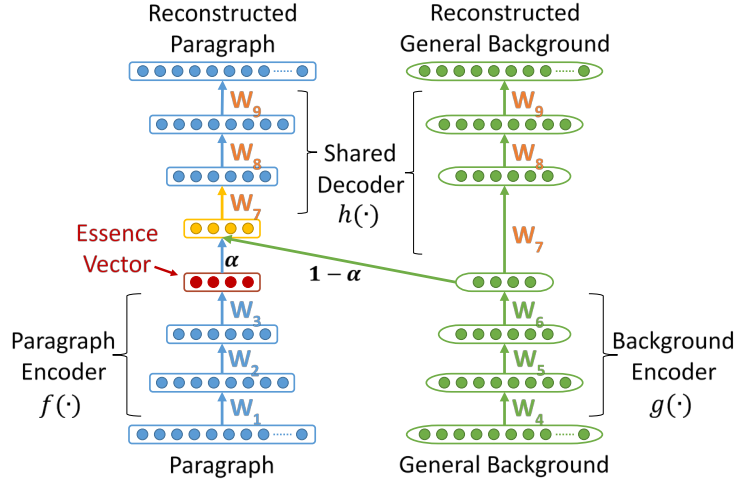 Reconstructed
Paragraph
Reconstructed
General Background
W9
W9
W8
Shared
Decoder
h(·)
W8
W7
W7
Essence
Vector
α
1 − α
W3
W6
Paragraph
Encoder
f(·)
W2
W5
Background
Encoder
g(·)
W1
W4
Paragraph
General Background